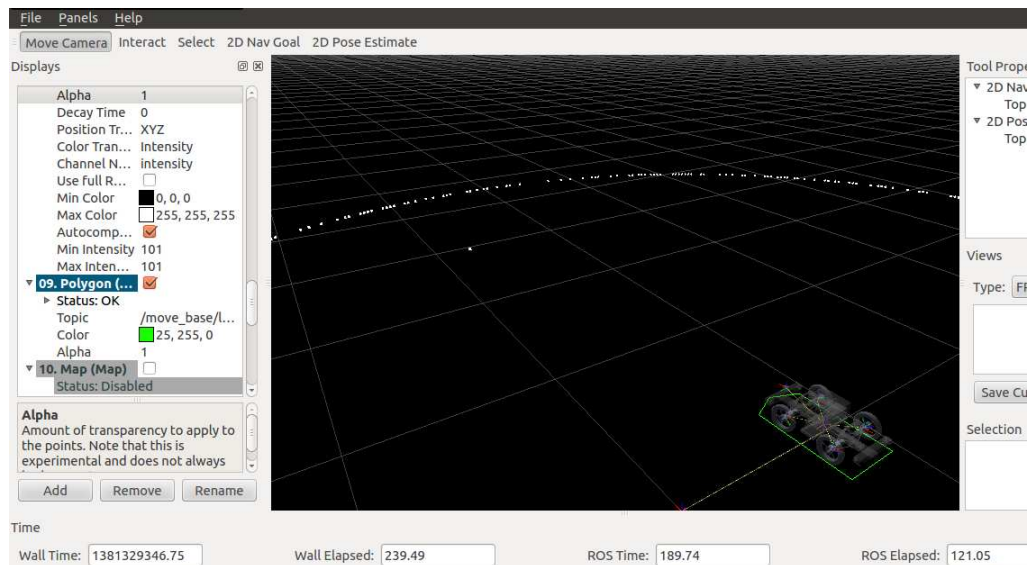 File Panels Help
Move Camera Interact Select 2D Nav Goal 2D Pose Estimate
Displays
Alpha 1
Decay Time 0
Position Tr... XYZ
Color Tran... Intensity
Channel N... intensity
Use full R...
Min Color 0, 0, 0
Max Color 255, 255, 255
Autocomp...
Min Intensity 101
Max Inten... 101
09. Polygon (...
Status: OK
Topic /move_base/l...
Color 25, 255, 0
Alpha 1
10. Map (Map)
Status: Disabled
Alpha
Amount of transparency to apply to
the points. Note that this is
experimental and does not always
Add Remove Rename
Tool Prope
2D Nav
Top
2D Pos
Top
Views
Type: FP
Save Cu
Selection
Time
Wall Time: 1381329346.75 Wall Elapsed: 239.49 ROS Time: 189.74 ROS Elapsed: 121.05